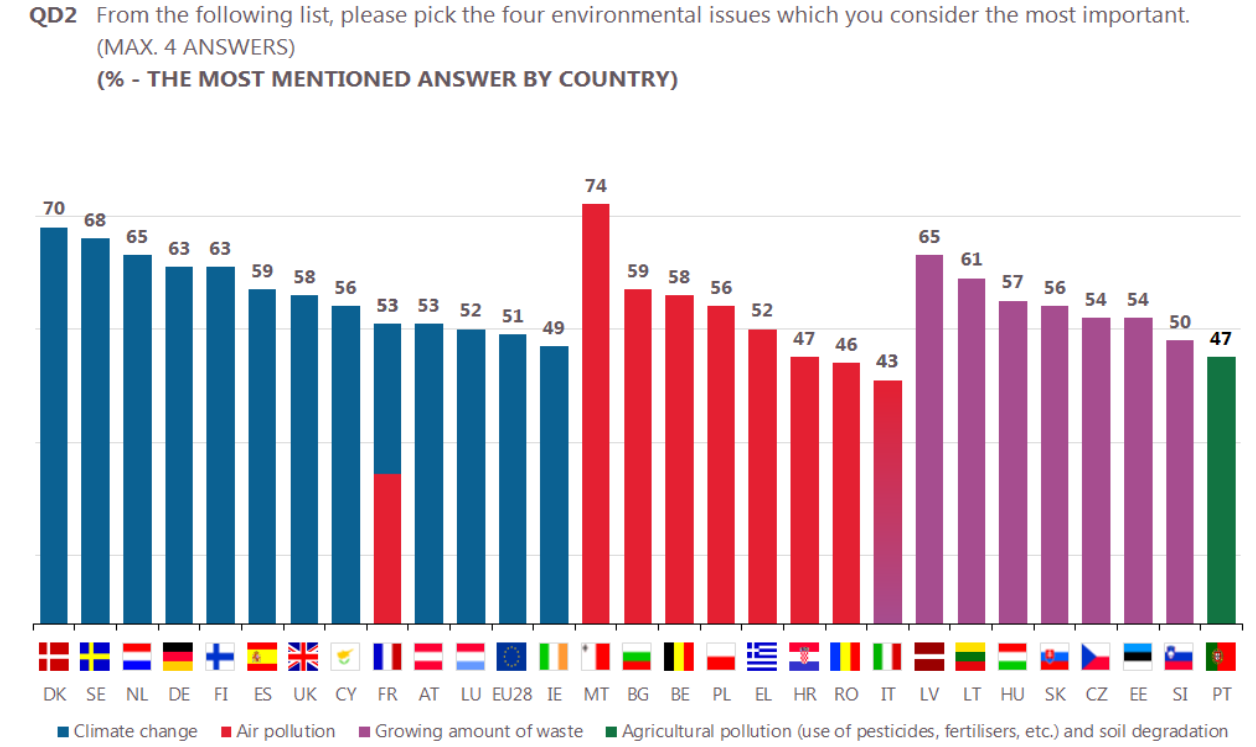 QD2 From the following list, please pick the four environmental issues which you consider the most important.
(MAX. 4 ANSWERS)
(% - THE MOST MENTIONED ANSWER BY COUNTRY)
70 68 65 63 63 59 58 56 53 53 52 51 49 74 59 58 56 52 47 46 43 65 61 57 56 54 54 50 47
DK SE NL DE FI ES UK CY FR AT LU EU28 IE MT BG BE PL EL HR RO IT LV LT HU SK CZ EE SI PT
Climate change Air pollution Growing amount of waste Agricultural pollution (use of pesticides, fertilisers, etc.) and soil degradation